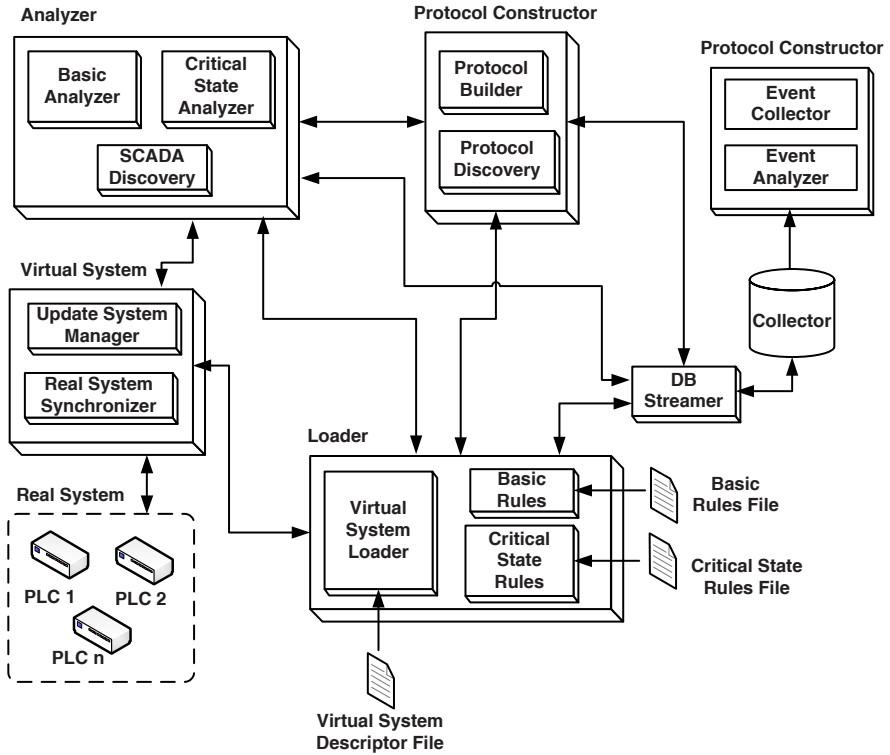 Analyzer
Basic
Analyzer
Critical
State
Analyzer
SCADA
Discovery
Protocol Constructor
Protocol
Builder
Protocol
Discovery
Protocol Constructor
Event
Collector
Event
Analyzer
Collector
DB
Streamer
Virtual System
Update System
Manager
Real System
Synchronizer
Real System
PLC 1
PLC 2
PLC n
Loader
Virtual
System
Loader
Basic
Rules
Critical
State
Rules
Basic
Rules File
Critical State
Rules File
Virtual System
Descriptor File